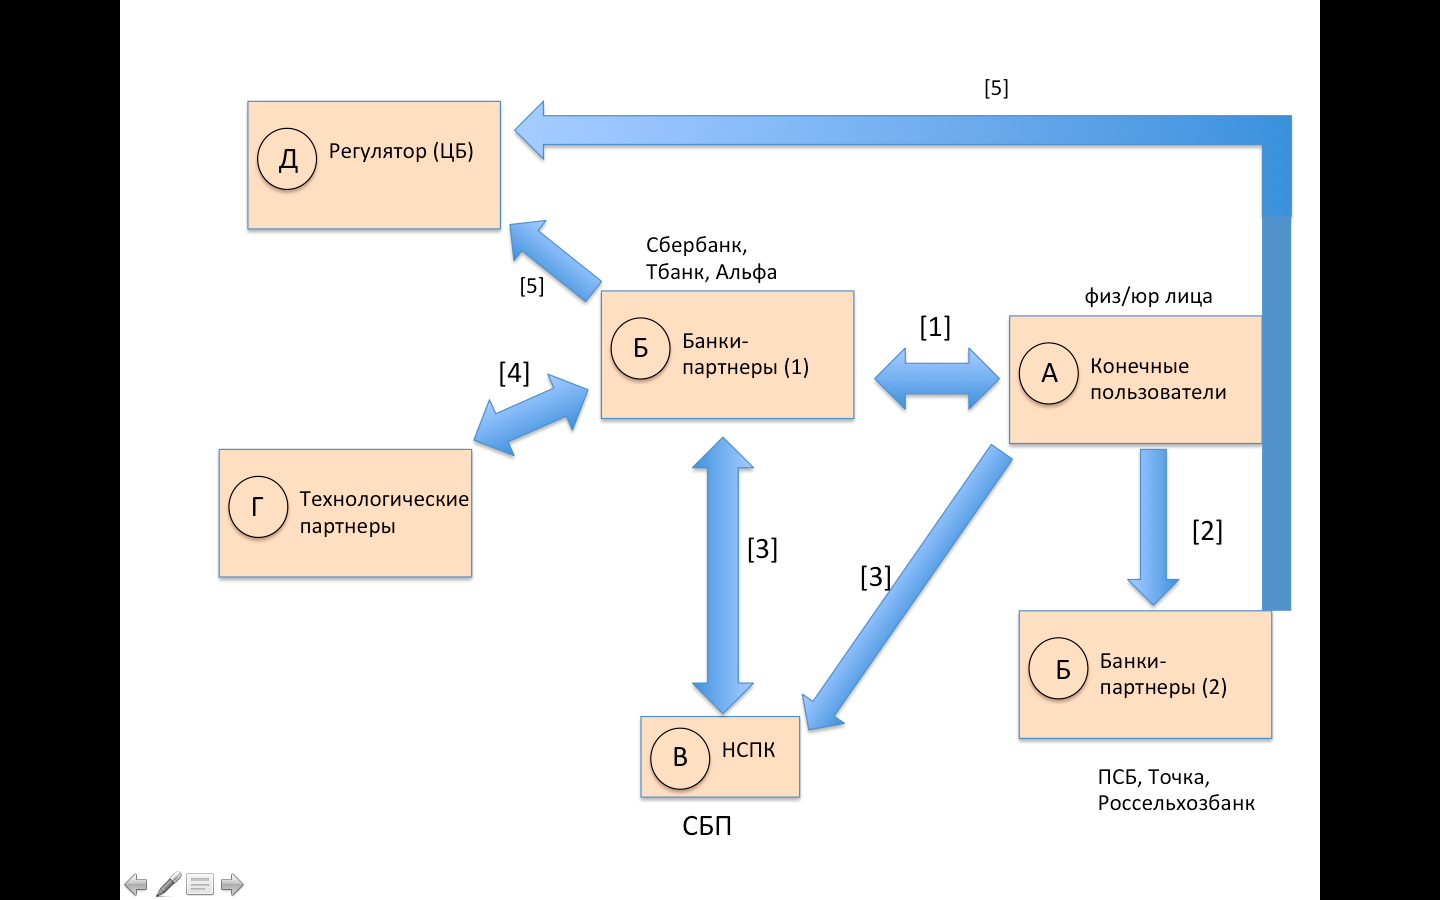 [5]
Д
Регулятор (ЦБ)
[5]
Сбербанк,
Тбанк, Альфа
Б
Банки-
партнеры (1)
[1]
физ/юр лица
А
Конечные
пользователи
[4]
Г
Технологические
партнеры
[3]
[3]
[2]
Б
Банки-
партнеры (2)
ПСБ, Точка,
Россельхозбанк
В
НСПК
СБП